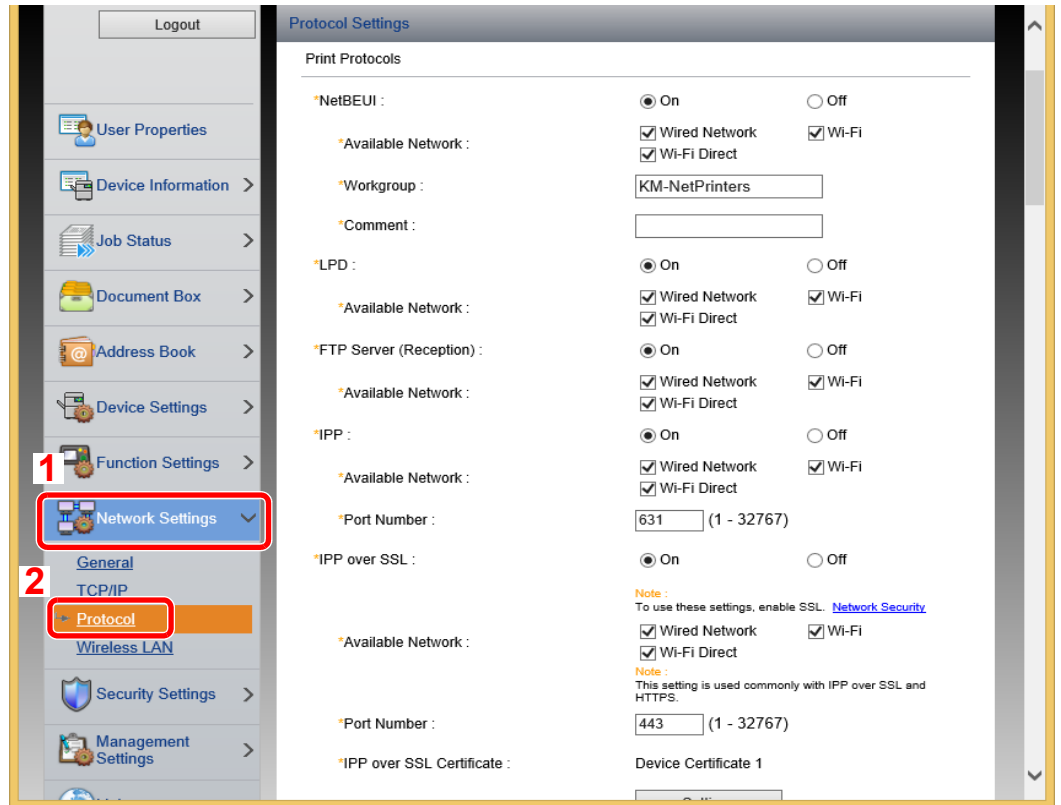 Logout
Protocol Settings
Print Protocols
*NetBEUI : On Off
*Available Network : Wired Network Wi-Fi
Wi-Fi Direct
*Workgroup : KM-NetPrinters
*Comment :
*LPD : On Off
*Available Network : Wired Network Wi-Fi
Wi-Fi Direct
*FTP Server (Reception) : On Off
*Available Network : Wired Network Wi-Fi
Wi-Fi Direct
*IPP : On Off
*Available Network : Wired Network Wi-Fi
Wi-Fi Direct
*Port Number : 631 (1 - 32767)
*IPP over SSL : On Off
Note :
To use these settings, enable SSL. Network Security
*Available Network : Wired Network Wi-Fi
Wi-Fi Direct
Note :
This setting is used commonly with IPP over SSL and
HTTPS.
*Port Number : 443 (1 - 32767)
*IPP over SSL Certificate : Device Certificate 1
User Properties
Device Information
Job Status
Document Box
Address Book
Device Settings
Function Settings
1
Network Settings
General
2
TCP/IP
Protocol
Wireless LAN
Security Settings
Management
Settings